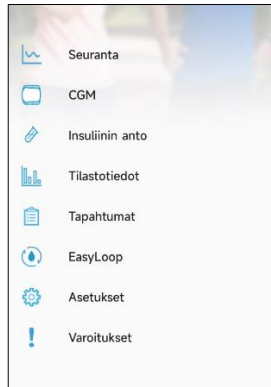 Seuranta
CGM
Insuliinin anto
Tilastotiedot
Tapahtumat
EasyLoop
Asetukset
Varoitukset